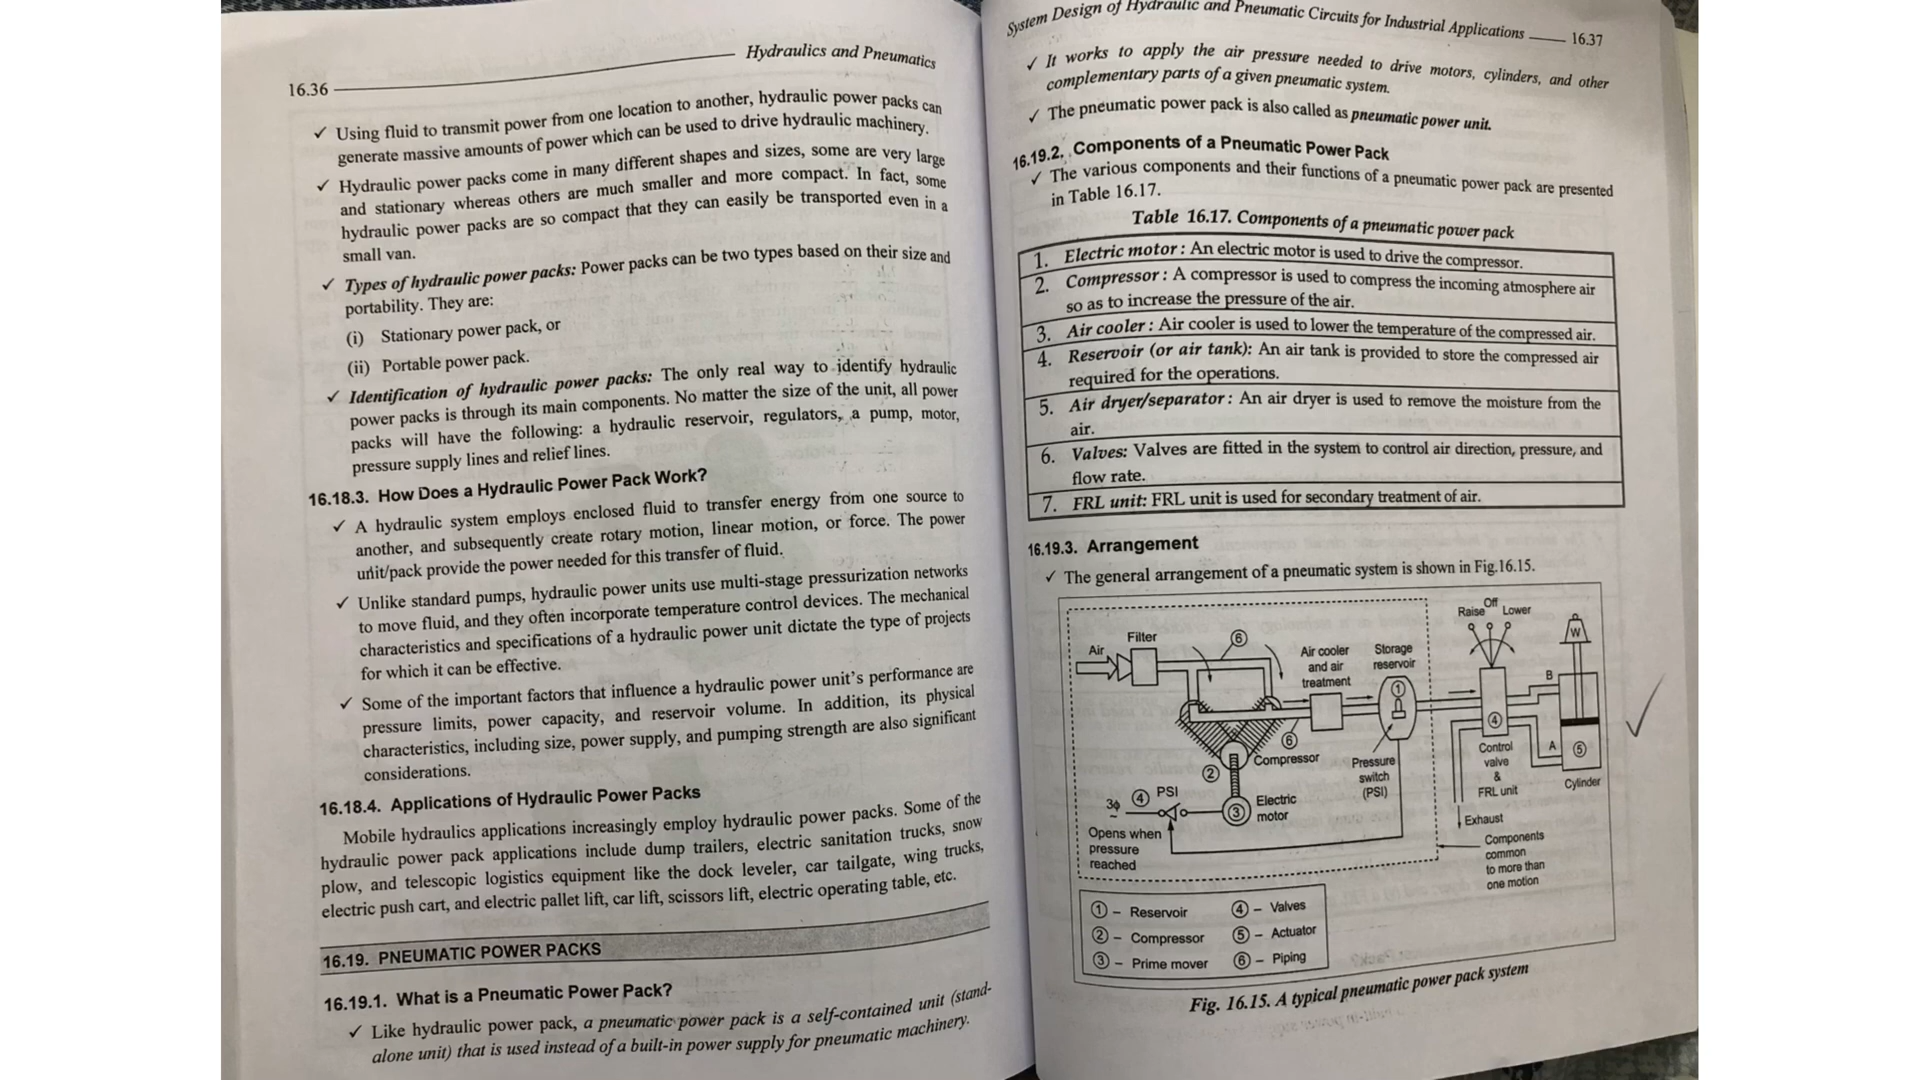 16.36
Hydraulics and Pneumatics
✓ Using fluid to transmit power from one location to another, hydraulic power packs can
generate massive amounts of power which can be used to drive hydraulic machinery.
✓ Hydraulic power packs come in many different shapes and sizes, some are very large
and stationary whereas others are much smaller and more compact. In fact, some
hydraulic power packs are so compact that they can easily be transported even in a
small van.
✓ Types of hydraulic power packs: Power packs can be two types based on their size and
portability. They are:
(i) Stationary power pack, or
(ii) Portable power pack.
✓ Identification of hydraulic power packs: The only real way to identify hydraulic
power packs is through its main components. No matter the size of the unit, all power
packs will have the following: a hydraulic reservoir, regulators, a pump, motor,
pressure supply lines and relief lines.
16.18.3. How Does a Hydraulic Power Pack Work?
✓ A hydraulic system employs enclosed fluid to transfer energy from one source to
another, and subsequently create rotary motion, linear motion, or force. The power
unit/pack provide the power needed for this transfer of fluid.
✓ Unlike standard pumps, hydraulic power units use multi-stage pressurization networks
to move fluid, and they often incorporate temperature control devices. The mechanical
characteristics and specifications of a hydraulic power unit dictate the type of projects
for which it can be effective.
✓ Some of the important factors that influence a hydraulic power unit's performance are
pressure limits, power capacity, and reservoir volume. In addition, its physical
characteristics, including size, power supply, and pumping strength are also significant
considerations.
16.18.4. Applications of Hydraulic Power Packs
Mobile hydraulics applications increasingly employ hydraulic power packs. Some of the
hydraulic power pack applications include dump trailers, electric sanitation trucks, snow
plow, and telescopic logistics equipment like the dock leveler, car tailgate, wing trucks,
electric push cart, and electric pallet lift, car lift, scissors lift, electric operating table, etc.
16.19. PNEUMATIC POWER PACKS
16.19.1. What is a Pneumatic Power Pack?
✓ Like hydraulic power pack, a pneumatic power pack is a self-contained unit (stand-
alone unit) that is used instead of a built-in power supply for pneumatic machinery.
System Design of Hydraulic and Pneumatic Circuits for Industrial Applications
16.37
✓ It works to apply the air pressure needed to drive motors, cylinders, and other
complementary parts of a given pneumatic system.
✓ The pneumatic power pack is also called as pneumatic power unit.
16.19.2. Components of a Pneumatic Power Pack
✓ The various components and their functions of a pneumatic power pack are presented
in Table 16.17.
Table 16.17. Components of a pneumatic power pack
1. Electric motor : An electric motor is used to drive the compressor.
2. Compressor : A compressor is used to compress the incoming atmosphere air
so as to increase the pressure of the air.
3. Air cooler : Air cooler is used to lower the temperature of the compressed air.
4. Reservoir (or air tank): An air tank is provided to store the compressed air
required for the operations.
5. Air dryer/separator : An air dryer is used to remove the moisture from the
air.
6. Valves: Valves are fitted in the system to control air direction, pressure, and
flow rate.
7. FRL unit: FRL unit is used for secondary treatment of air.
16.19.3. Arrangement
✓ The general arrangement of a pneumatic system is shown in Fig.16.15.
Raise Off Lower
Air
Filter
⑥
Air cooler
and air
treatment
Storage
reservoir
①
W
B
④
Control
valve
&
FRL unit
A
⑤
Cylinder
⑥
Compressor
②
Pressure
switch
(PSI)
3φ
~
④ PSI
③
Electric
motor
Opens when
pressure
reached
Exhaust
Components
common
to more than
one motion
① – Reservoir
④ – Valves
② – Compressor
⑤ – Actuator
③ – Prime mover
⑥ – Piping
Fig. 16.15. A typical pneumatic power pack system